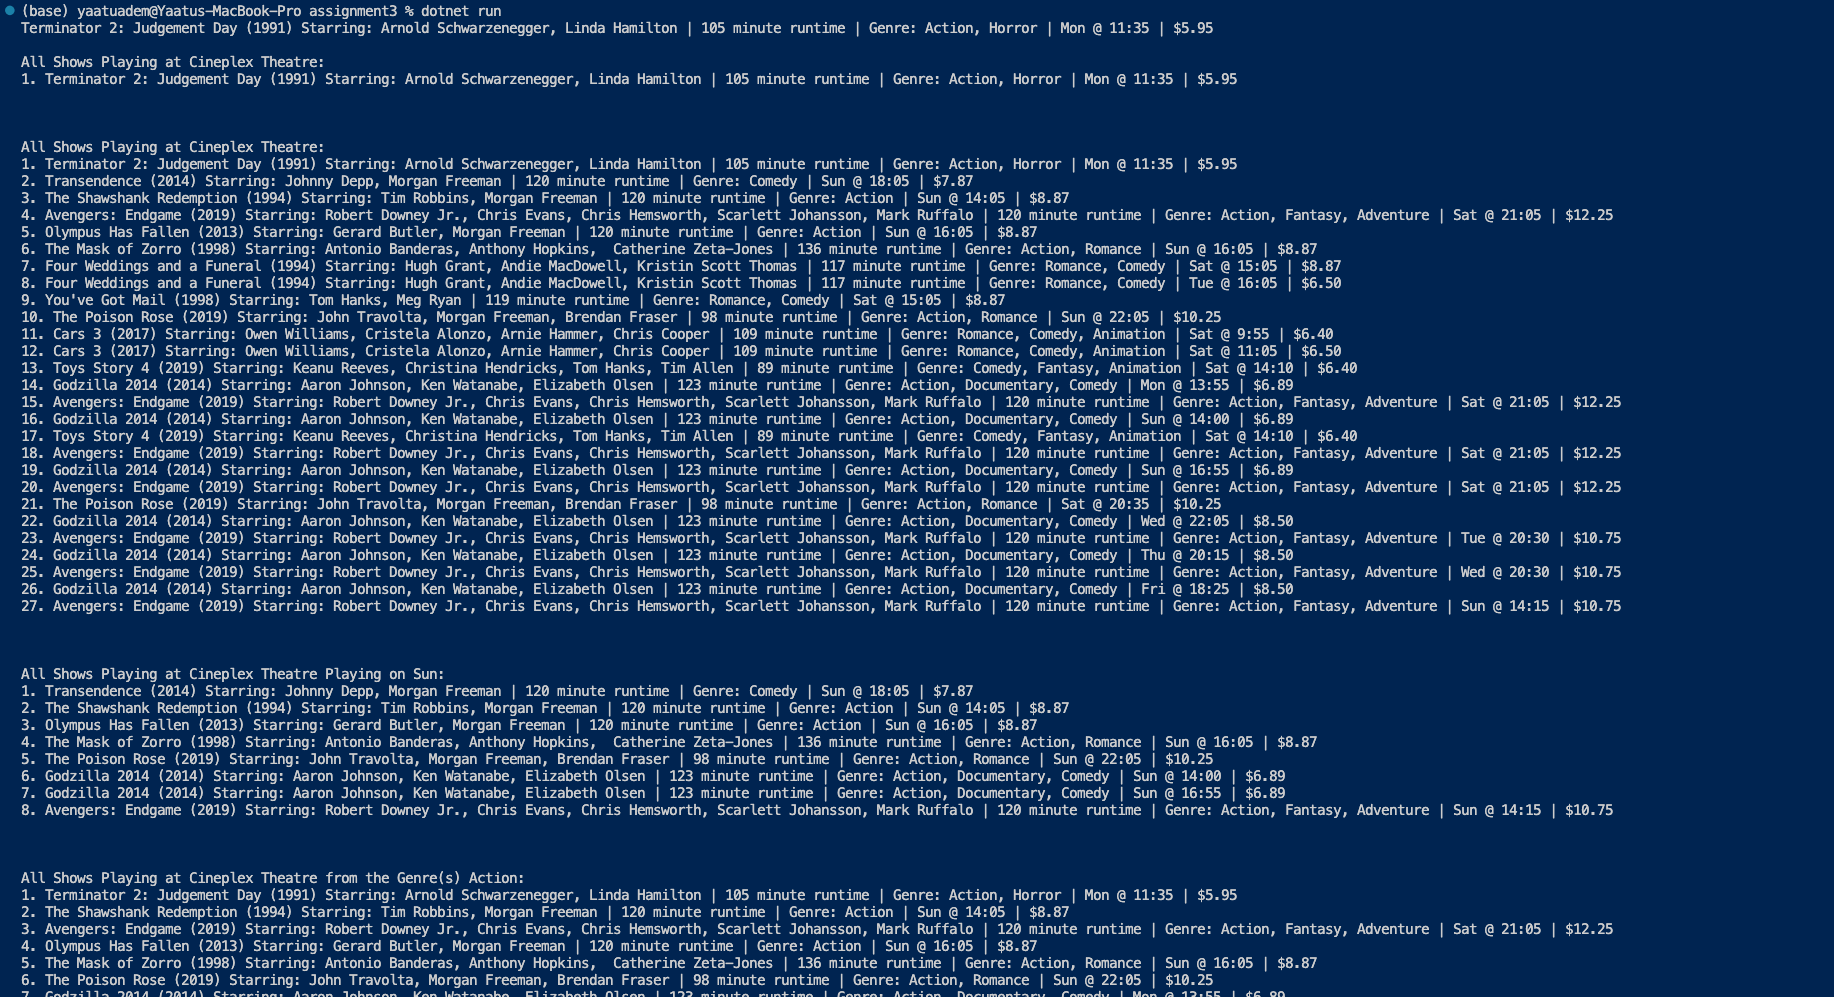 (base) yaatuadem@Yaatus-MacBook-Pro assignment3 % dotnet run
Terminator 2: Judgement Day (1991) Starring: Arnold Schwarzenegger, Linda Hamilton | 105 minute runtime | Genre: Action, Horror | Mon @ 11:35 | $5.95
All Shows Playing at Cineplex Theatre:
1. Terminator 2: Judgement Day (1991) Starring: Arnold Schwarzenegger, Linda Hamilton | 105 minute runtime | Genre: Action, Horror | Mon @ 11:35 | $5.95
All Shows Playing at Cineplex Theatre:
1. Terminator 2: Judgement Day (1991) Starring: Arnold Schwarzenegger, Linda Hamilton | 105 minute runtime | Genre: Action, Horror | Mon @ 11:35 | $5.95
2. Transendence (2014) Starring: Johnny Depp, Morgan Freeman | 120 minute runtime | Genre: Comedy | Sun @ 18:05 | $7.87
3. The Shawshank Redemption (1994) Starring: Tim Robbins, Morgan Freeman | 120 minute runtime | Genre: Action | Sun @ 14:05 | $8.87
4. Avengers: Endgame (2019) Starring: Robert Downey Jr., Chris Evans, Chris Hemsworth, Scarlett Johansson, Mark Ruffalo | 120 minute runtime | Genre: Action, Fantasy, Adventure | Sat @ 21:05 | $12.25
5. Olympus Has Fallen (2013) Starring: Gerard Butler, Morgan Freeman | 120 minute runtime | Genre: Action | Sun @ 16:05 | $8.87
6. The Mask of Zorro (1998) Starring: Antonio Banderas, Anthony Hopkins,  Catherine Zeta-Jones | 136 minute runtime | Genre: Action, Romance | Sun @ 16:05 | $8.87
7. Four Weddings and a Funeral (1994) Starring: Hugh Grant, Andie MacDowell, Kristin Scott Thomas | 117 minute runtime | Genre: Romance, Comedy | Sat @ 15:05 | $8.87
8. Four Weddings and a Funeral (1994) Starring: Hugh Grant, Andie MacDowell, Kristin Scott Thomas | 117 minute runtime | Genre: Romance, Comedy | Tue @ 16:05 | $6.50
9. You've Got Mail (1998) Starring: Tom Hanks, Meg Ryan | 119 minute runtime | Genre: Romance, Comedy | Sat @ 15:05 | $8.87
10. The Poison Rose (2019) Starring: John Travolta, Morgan Freeman, Brendan Fraser | 98 minute runtime | Genre: Action, Romance | Sun @ 22:05 | $10.25
11. Cars 3 (2017) Starring: Owen Williams, Cristela Alonzo, Arnie Hammer, Chris Cooper | 109 minute runtime | Genre: Romance, Comedy, Animation | Sat @ 9:55 | $6.40
12. Cars 3 (2017) Starring: Owen Williams, Cristela Alonzo, Arnie Hammer, Chris Cooper | 109 minute runtime | Genre: Romance, Comedy, Animation | Sat @ 11:05 | $6.50
13. Toys Story 4 (2019) Starring: Keanu Reeves, Christina Hendricks, Tom Hanks, Tim Allen | 89 minute runtime | Genre: Comedy, Fantasy, Animation | Sat @ 14:10 | $6.40
14. Godzilla 2014 (2014) Starring: Aaron Johnson, Ken Watanabe, Elizabeth Olsen | 123 minute runtime | Genre: Action, Documentary, Comedy | Mon @ 13:55 | $6.89
15. Avengers: Endgame (2019) Starring: Robert Downey Jr., Chris Evans, Chris Hemsworth, Scarlett Johansson, Mark Ruffalo | 120 minute runtime | Genre: Action, Fantasy, Adventure | Sat @ 21:05 | $12.25
16. Godzilla 2014 (2014) Starring: Aaron Johnson, Ken Watanabe, Elizabeth Olsen | 123 minute runtime | Genre: Action, Documentary, Comedy | Sun @ 14:00 | $6.89
17. Toys Story 4 (2019) Starring: Keanu Reeves, Christina Hendricks, Tom Hanks, Tim Allen | 89 minute runtime | Genre: Comedy, Fantasy, Animation | Sat @ 14:10 | $6.40
18. Avengers: Endgame (2019) Starring: Robert Downey Jr., Chris Evans, Chris Hemsworth, Scarlett Johansson, Mark Ruffalo | 120 minute runtime | Genre: Action, Fantasy, Adventure | Sat @ 21:05 | $12.25
19. Godzilla 2014 (2014) Starring: Aaron Johnson, Ken Watanabe, Elizabeth Olsen | 123 minute runtime | Genre: Action, Documentary, Comedy | Sun @ 16:55 | $6.89
20. Avengers: Endgame (2019) Starring: Robert Downey Jr., Chris Evans, Chris Hemsworth, Scarlett Johansson, Mark Ruffalo | 120 minute runtime | Genre: Action, Fantasy, Adventure | Sat @ 21:05 | $12.25
21. The Poison Rose (2019) Starring: John Travolta, Morgan Freeman, Brendan Fraser | 98 minute runtime | Genre: Action, Romance | Sat @ 20:35 | $10.25
22. Godzilla 2014 (2014) Starring: Aaron Johnson, Ken Watanabe, Elizabeth Olsen | 123 minute runtime | Genre: Action, Documentary, Comedy | Wed @ 22:05 | $8.50
23. Avengers: Endgame (2019) Starring: Robert Downey Jr., Chris Evans, Chris Hemsworth, Scarlett Johansson, Mark Ruffalo | 120 minute runtime | Genre: Action, Fantasy, Adventure | Tue @ 20:30 | $10.75
24. Godzilla 2014 (2014) Starring: Aaron Johnson, Ken Watanabe, Elizabeth Olsen | 123 minute runtime | Genre: Action, Documentary, Comedy | Thu @ 20:15 | $8.50
25. Avengers: Endgame (2019) Starring: Robert Downey Jr., Chris Evans, Chris Hemsworth, Scarlett Johansson, Mark Ruffalo | 120 minute runtime | Genre: Action, Fantasy, Adventure | Wed @ 20:30 | $10.75
26. Godzilla 2014 (2014) Starring: Aaron Johnson, Ken Watanabe, Elizabeth Olsen | 123 minute runtime | Genre: Action, Documentary, Comedy | Fri @ 18:25 | $8.50
27. Avengers: Endgame (2019) Starring: Robert Downey Jr., Chris Evans, Chris Hemsworth, Scarlett Johansson, Mark Ruffalo | 120 minute runtime | Genre: Action, Fantasy, Adventure | Sun @ 14:15 | $10.75
All Shows Playing at Cineplex Theatre Playing on Sun:
1. Transendence (2014) Starring: Johnny Depp, Morgan Freeman | 120 minute runtime | Genre: Comedy | Sun @ 18:05 | $7.87
2. The Shawshank Redemption (1994) Starring: Tim Robbins, Morgan Freeman | 120 minute runtime | Genre: Action | Sun @ 14:05 | $8.87
3. Olympus Has Fallen (2013) Starring: Gerard Butler, Morgan Freeman | 120 minute runtime | Genre: Action | Sun @ 16:05 | $8.87
4. The Mask of Zorro (1998) Starring: Antonio Banderas, Anthony Hopkins,  Catherine Zeta-Jones | 136 minute runtime | Genre: Action, Romance | Sun @ 16:05 | $8.87
5. The Poison Rose (2019) Starring: John Travolta, Morgan Freeman, Brendan Fraser | 98 minute runtime | Genre: Action, Romance | Sun @ 22:05 | $10.25
6. Godzilla 2014 (2014) Starring: Aaron Johnson, Ken Watanabe, Elizabeth Olsen | 123 minute runtime | Genre: Action, Documentary, Comedy | Sun @ 14:00 | $6.89
7. Godzilla 2014 (2014) Starring: Aaron Johnson, Ken Watanabe, Elizabeth Olsen | 123 minute runtime | Genre: Action, Documentary, Comedy | Sun @ 16:55 | $6.89
8. Avengers: Endgame (2019) Starring: Robert Downey Jr., Chris Evans, Chris Hemsworth, Scarlett Johansson, Mark Ruffalo | 120 minute runtime | Genre: Action, Fantasy, Adventure | Sun @ 14:15 | $10.75
All Shows Playing at Cineplex Theatre from the Genre(s) Action:
1. Terminator 2: Judgement Day (1991) Starring: Arnold Schwarzenegger, Linda Hamilton | 105 minute runtime | Genre: Action, Horror | Mon @ 11:35 | $5.95
2. The Shawshank Redemption (1994) Starring: Tim Robbins, Morgan Freeman | 120 minute runtime | Genre: Action | Sun @ 14:05 | $8.87
3. Avengers: Endgame (2019) Starring: Robert Downey Jr., Chris Evans, Chris Hemsworth, Scarlett Johansson, Mark Ruffalo | 120 minute runtime | Genre: Action, Fantasy, Adventure | Sat @ 21:05 | $12.25
4. Olympus Has Fallen (2013) Starring: Gerard Butler, Morgan Freeman | 120 minute runtime | Genre: Action | Sun @ 16:05 | $8.87
5. The Mask of Zorro (1998) Starring: Antonio Banderas, Anthony Hopkins,  Catherine Zeta-Jones | 136 minute runtime | Genre: Action, Romance | Sun @ 16:05 | $8.87
6. The Poison Rose (2019) Starring: John Travolta, Morgan Freeman, Brendan Fraser | 98 minute runtime | Genre: Action, Romance | Sun @ 22:05 | $10.25
7. Godzilla 2014 (2014) Starring: Aaron Johnson, Ken Watanabe, Elizabeth Olsen | 123 minute runtime | Genre: Action, Documentary, Comedy | Mon @ 13:55 | $6.89